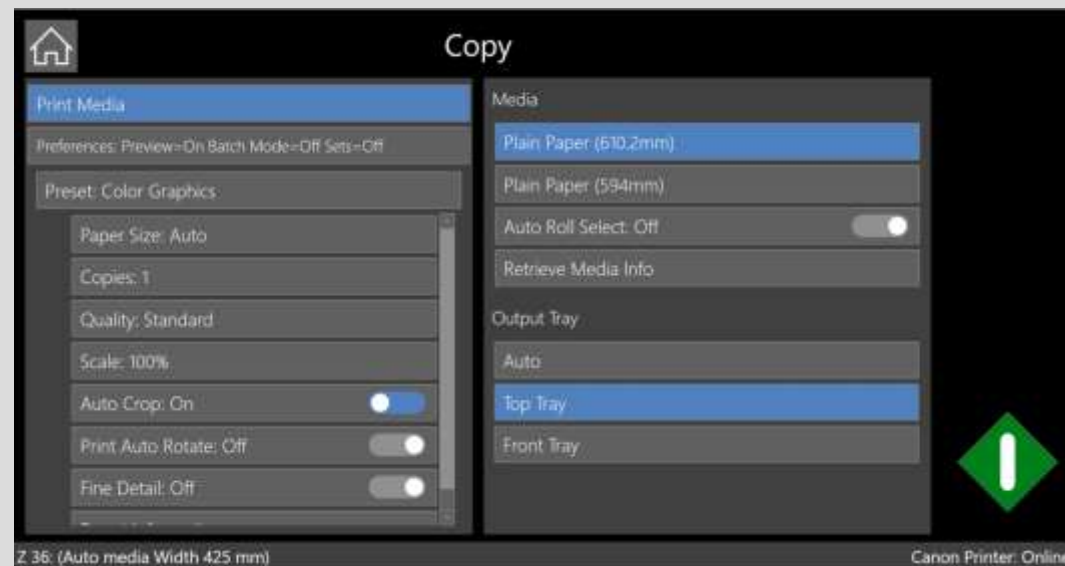 Copy
Print Media
Preferences: Preview=On Batch Mode=Off Sets=Off
Preset: Color Graphics
Paper Size: Auto
Copies: 1
Quality: Standard
Scale: 100%
Auto Crop: On
Print Auto Rotate: Off
Fine Detail: Off
Media
Plain Paper (610.2mm)
Plain Paper (594mm)
Auto Roll Select: Off
Retrieve Media Info
Output Tray
Auto
Top Tray
Front Tray
Z 36: (Auto media Width 425 mm)
Canon Printer: Online